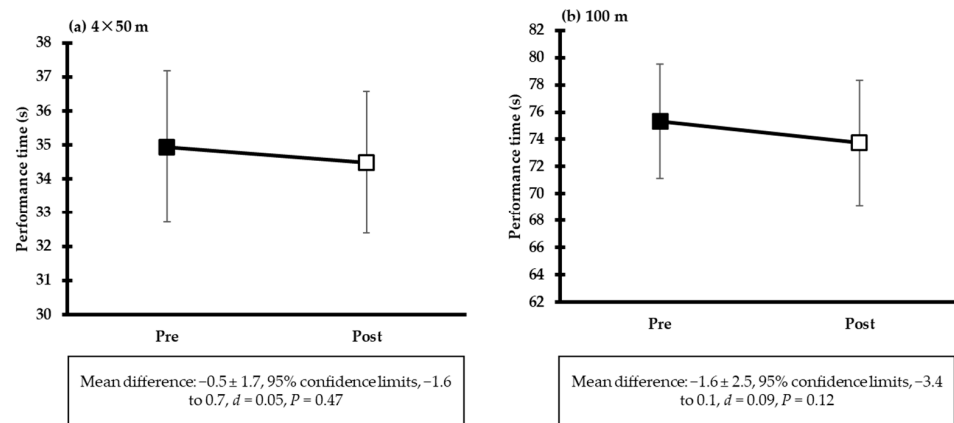 (a) 4×50 m
38
37
36
35
34
33
32
31
30
Performance time (s)
Pre
Post
Mean difference: −0.5 ± 1.7, 95% confidence limits, −1.6
to 0.7, d = 0.05, P = 0.47
(b) 100 m
82
80
78
76
74
72
70
68
66
64
62
Performance time (s)
Pre
Post
Mean difference: −1.6 ± 2.5, 95% confidence limits, −3.4
to 0.1, d = 0.09, P = 0.12